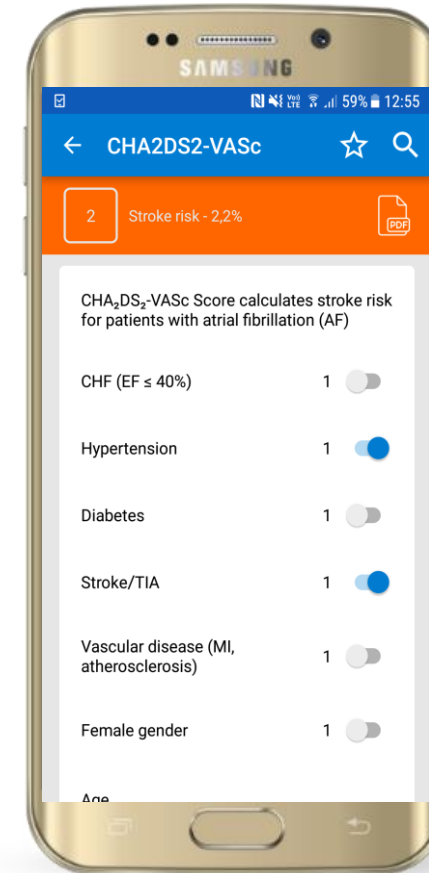 SAMSUNG
59% 12:55
CHA2DS2-VASc
2 Stroke risk - 2,2%
PDF
CHA₂DS₂-VASc Score calculates stroke risk
for patients with atrial fibrillation (AF)
CHF (EF ≤ 40%) 1
Hypertension 1
Diabetes 1
Stroke/TIA 1
Vascular disease (MI,
atherosclerosis) 1
Female gender 1
Age